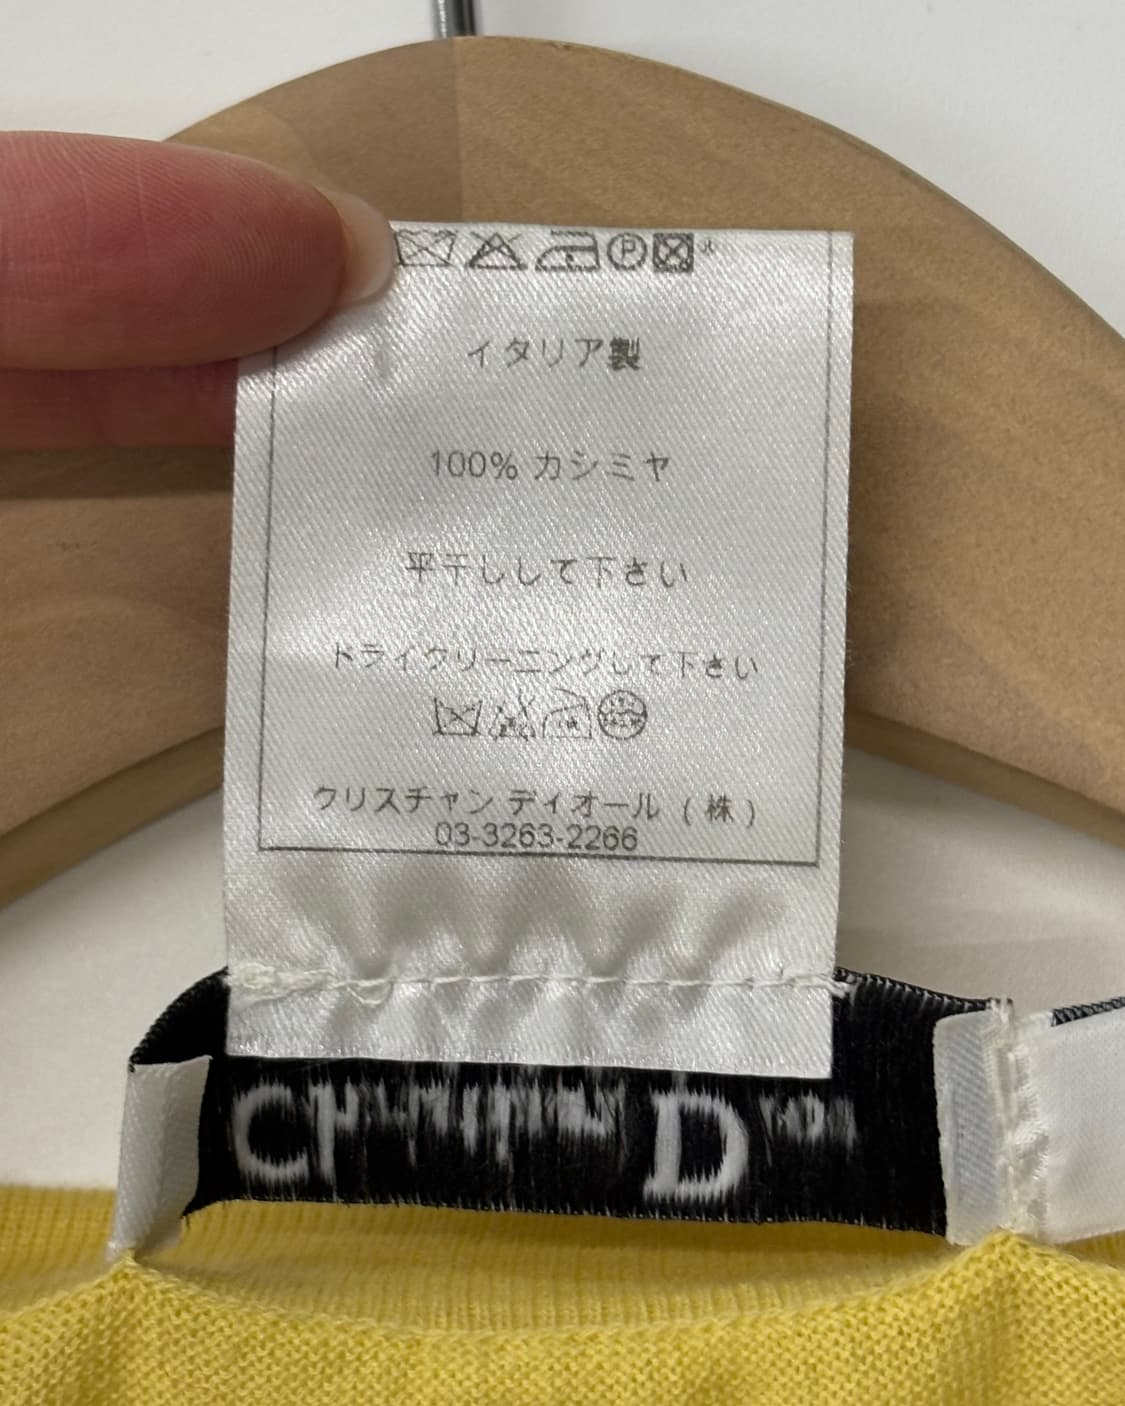 P
イタリア製
100% カシミヤ
平干しして下さい
ドライクリーニングして下さい
クリスチャン ディオール (株)
03-3263-2266